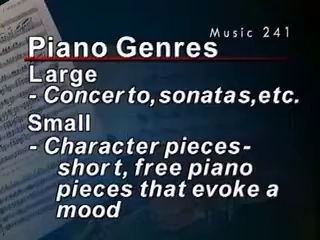 Music 241
Piano Genres
Large
- Concerto,sonatas,etc.
Small
- Character pieces-
short, free piano
pieces that evoke a
mood